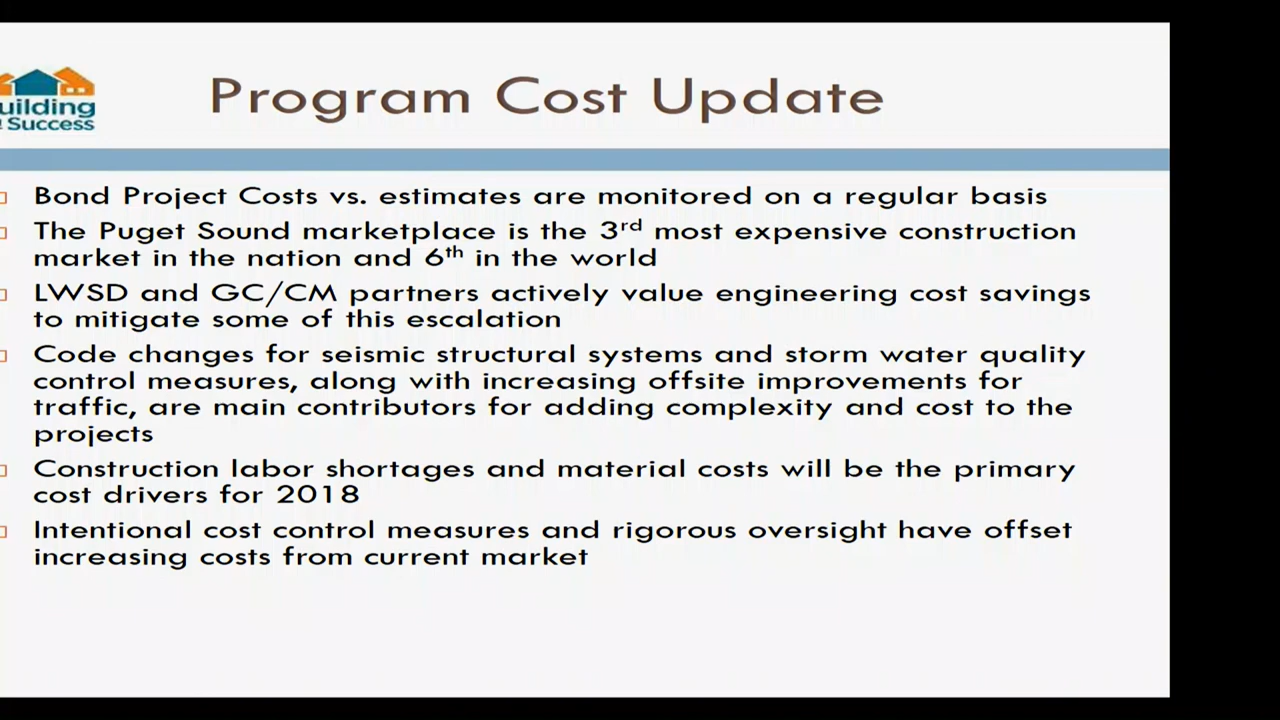 Program Cost Update
uilding
Success
Bond Project Costs vs. estimates are monitored on a regular basis
The Puget Sound marketplace is the 3rd most expensive construction
market in the nation and 6th in the world
LWSD and GC/CM partners actively value engineering cost savings
to mitigate some of this escalation
Code changes for seismic structural systems and storm water quality
control measures, along with increasing offsite improvements for
traffic, are main contributors for adding complexity and cost to the
projects
Construction labor shortages and material costs will be the primary
cost drivers for 2018
Intentional cost control measures and rigorous oversight have offset
increasing costs from current market